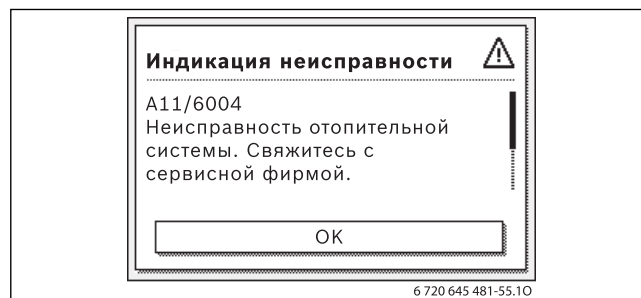 Индикация неисправности
A11/6004
Неисправность отопительной
системы. Свяжитесь с
сервисной фирмой.
OK
6 720 645 481-55.1O